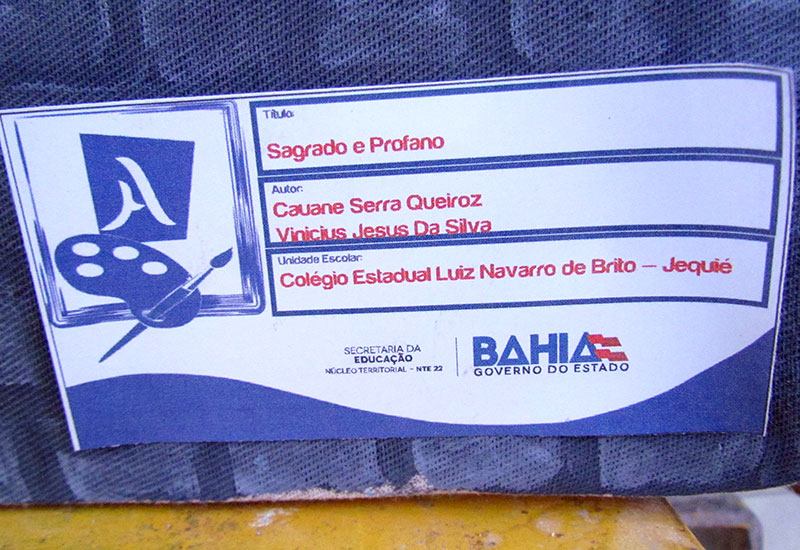 Título:
Sagrado e Profano
Autor:
Cauane Serra Queiroz
Vinicius Jesus Da Silva
Unidade Escolar:
Colégio Estadual Luiz Navarro de Brito – Jequié
SECRETARIA DA
EDUCAÇÃO
NÚCLEO TERRITORIAL - NTE 22
BAHIA
GOVERNO DO ESTADO